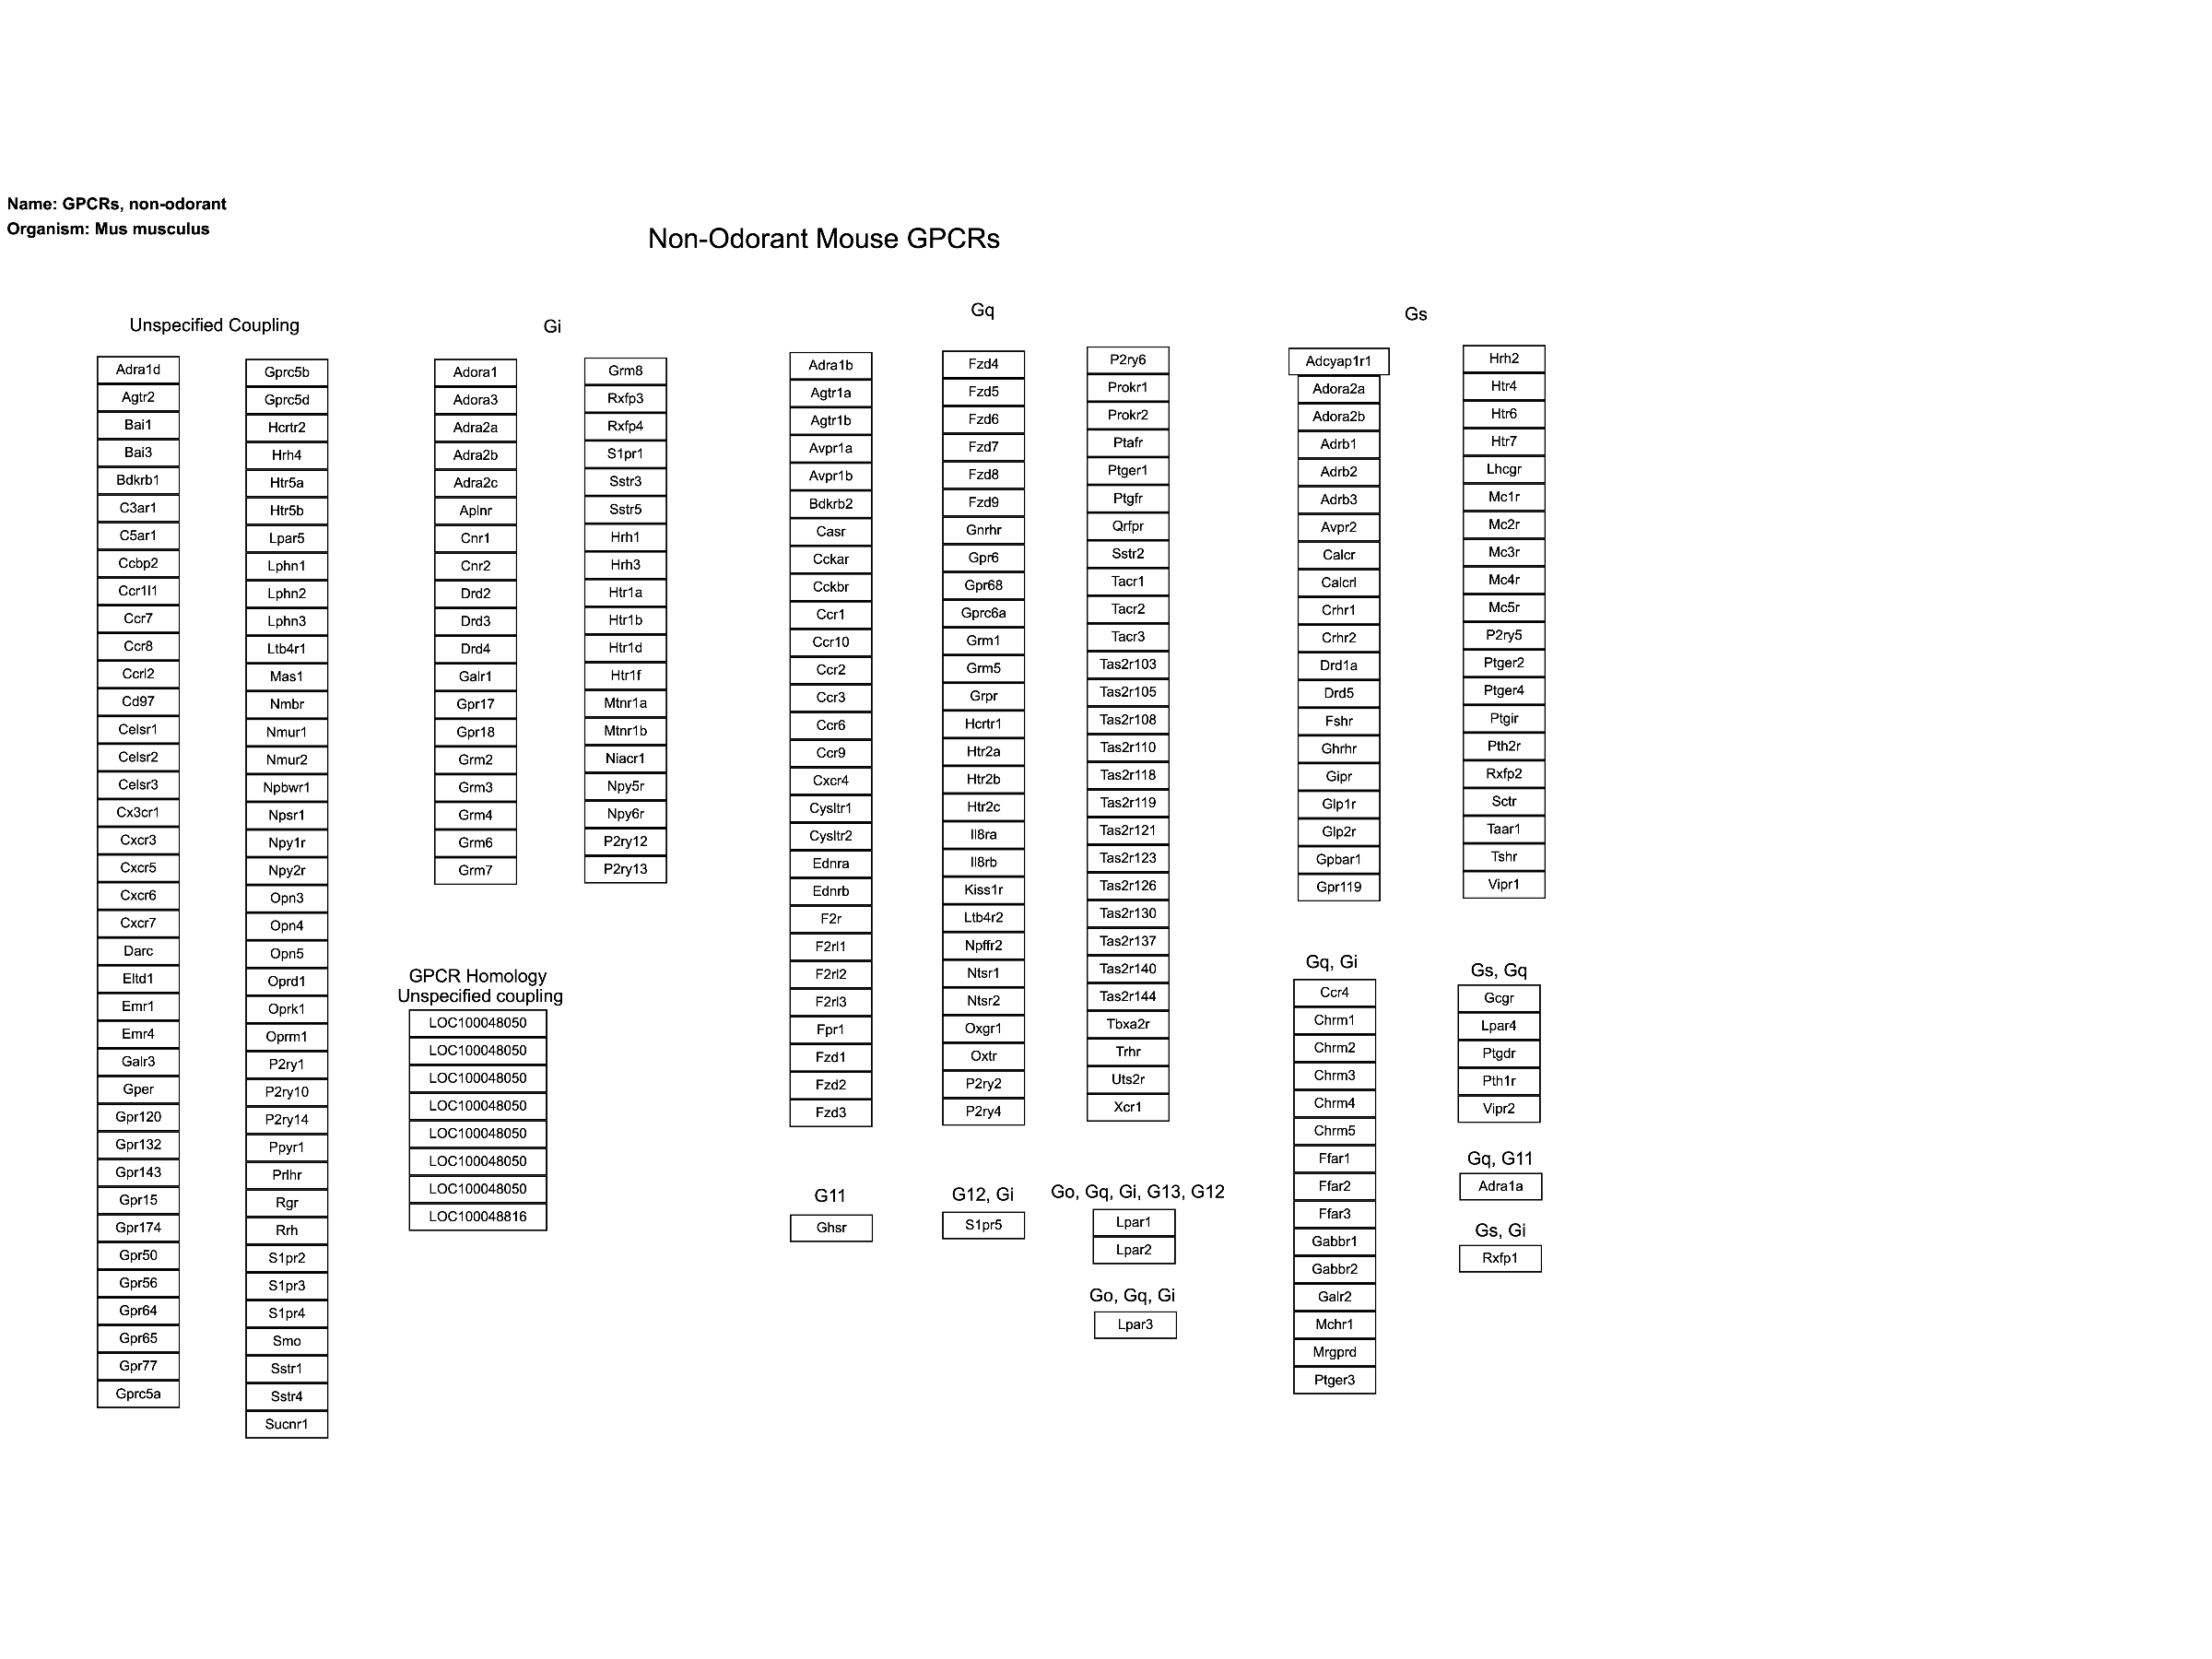 Name: GPCRs, non-odorant
Organism: Mus musculus
Non-Odorant Mouse GPCRs
Unspecified Coupling
Adra1d
Agtr2
Bai1
Bai3
Bdkrb1
C3ar1
C5ar1
Ccbp2
Ccr1l1
Ccr7
Ccr8
Ccrl2
Cd97
Celsr1
Celsr2
Celsr3
Cx3cr1
Cxcr3
Cxcr5
Cxcr6
Cxcr7
Darc
Eltd1
Emr1
Emr4
Galr3
Gper
Gpr120
Gpr132
Gpr143
Gpr15
Gpr174
Gpr50
Gpr56
Gpr64
Gpr65
Gpr77
Gprc5a
Gprc5b
Gprc5d
Hcrtr2
Hrh4
Htr5a
Htr5b
Lpar5
Lphn1
Lphn2
Lphn3
Ltb4r1
Mas1
Nmbr
Nmur1
Nmur2
Npbwr1
Npsr1
Npy1r
Npy2r
Opn3
Opn4
Opn5
Oprd1
Oprk1
Oprm1
P2ry1
P2ry10
P2ry14
Ppyr1
Prlhr
Rgr
Rrh
S1pr2
S1pr3
S1pr4
Smo
Sstr1
Sstr4
Sucnr1
Gi
Adora1
Adora3
Adra2a
Adra2b
Adra2c
Aplnr
Cnr1
Cnr2
Drd2
Drd3
Drd4
Galr1
Gpr17
Gpr18
Grm2
Grm3
Grm4
Grm6
Grm7
Grm8
Rxfp3
Rxfp4
S1pr1
Sstr3
Sstr5
Hrh1
Hrh3
Htr1a
Htr1b
Htr1d
Htr1f
Mtnr1a
Mtnr1b
Niacr1
Npy5r
Npy6r
P2ry12
P2ry13
GPCR Homology
Unspecified coupling
LOC100048050
LOC100048050
LOC100048050
LOC100048050
LOC100048050
LOC100048050
LOC100048050
LOC100048816
Gq
Adra1b
Agtr1a
Agtr1b
Avpr1a
Avpr1b
Bdkrb2
Casr
Cckar
Cckbr
Ccr1
Ccr10
Ccr2
Ccr3
Ccr6
Ccr9
Cxcr4
Cysltr1
Cysltr2
Ednra
Ednrb
F2r
F2rl1
F2rl2
F2rl3
Fpr1
Fzd1
Fzd2
Fzd3
Fzd4
Fzd5
Fzd6
Fzd7
Fzd8
Fzd9
Gnrhr
Gpr6
Gpr68
Gprc6a
Grm1
Grm5
Grpr
Hcrtr1
Htr2a
Htr2b
Htr2c
Il8ra
Il8rb
Kiss1r
Ltb4r2
Npffr2
Ntsr1
Ntsr2
Oxgr1
Oxtr
P2ry2
P2ry4
P2ry6
Prokr1
Prokr2
Ptafr
Ptger1
Ptgfr
Qrfpr
Sstr2
Tacr1
Tacr2
Tacr3
Tas2r103
Tas2r105
Tas2r108
Tas2r110
Tas2r118
Tas2r119
Tas2r121
Tas2r123
Tas2r126
Tas2r130
Tas2r137
Tas2r140
Tas2r144
Tbxa2r
Trhr
Uts2r
Xcr1
G11
Ghsr
G12, Gi
S1pr5
Go, Gq, Gi, G13, G12
Lpar1
Lpar2
Go, Gq, Gi
Lpar3
Gs
Adcyap1r1
Adora2a
Adora2b
Adrb1
Adrb2
Adrb3
Avpr2
Calcr
Calcrl
Crhr1
Crhr2
Drd1a
Drd5
Fshr
Ghrhr
Gipr
Glp1r
Glp2r
Gpbar1
Gpr119
Hrh2
Htr4
Htr6
Htr7
Lhcgr
Mc1r
Mc2r
Mc3r
Mc4r
Mc5r
P2ry5
Ptger2
Ptger4
Ptgir
Pth2r
Rxfp2
Sctr
Taar1
Tshr
Vipr1
Gq, Gi
Ccr4
Chrm1
Chrm2
Chrm3
Chrm4
Chrm5
Ffar1
Ffar2
Ffar3
Gabbr1
Gabbr2
Galr2
Mchr1
Mrgprd
Ptger3
Gs, Gq
Gcgr
Lpar4
Ptgdr
Pth1r
Vipr2
Gq, G11
Adra1a
Gs, Gi
Rxfp1